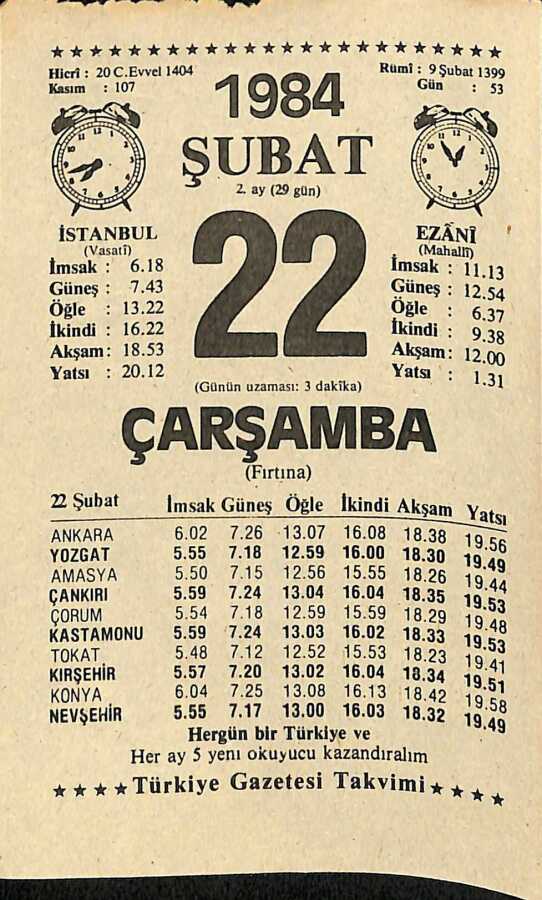 Hicrî : 20 C.Evvel 1404
Kasım : 107
Rûmî : 9 Şubat 1399
Gün : 53
1984
ŞUBAT
2. ay (29 gün)
22
(Günün uzaması: 3 dakîka)
İSTANBUL
(Vasatî)
İmsak : 6.18
Güneş : 7.43
Öğle : 13.22
İkindi : 16.22
Akşam: 18.53
Yatsı : 20.12
EZÂNÎ
(Mahallî)
İmsak : 11.13
Güneş : 12.54
Öğle : 6.37
İkindi : 9.38
Akşam: 12.00
Yatsı : 1.31
ÇARŞAMBA
(Fırtına)
22 Şubat İmsak Güneş Öğle İkindi Akşam Yatsı
ANKARA 6.02 7.26 13.07 16.08 18.38 19.56
YOZGAT 5.55 7.18 12.59 16.00 18.30 19.49
AMASYA 5.50 7.15 12.56 15.55 18.26 19.44
ÇANKIRI 5.59 7.24 13.04 16.04 18.35 19.53
ÇORUM 5.54 7.18 12.59 15.59 18.29 19.48
KASTAMONU 5.59 7.24 13.03 16.02 18.33 19.53
TOKAT 5.48 7.12 12.52 15.53 18.23 19.41
KIRŞEHİR 5.57 7.20 13.02 16.04 18.34 19.51
KONYA 6.04 7.25 13.08 16.13 18.42 19.58
NEVŞEHİR 5.55 7.17 13.00 16.03 18.32 19.49
Hergün bir Türkiye ve
Her ay 5 yeni okuyucu kazandıralım
Türkiye Gazetesi Takvimi